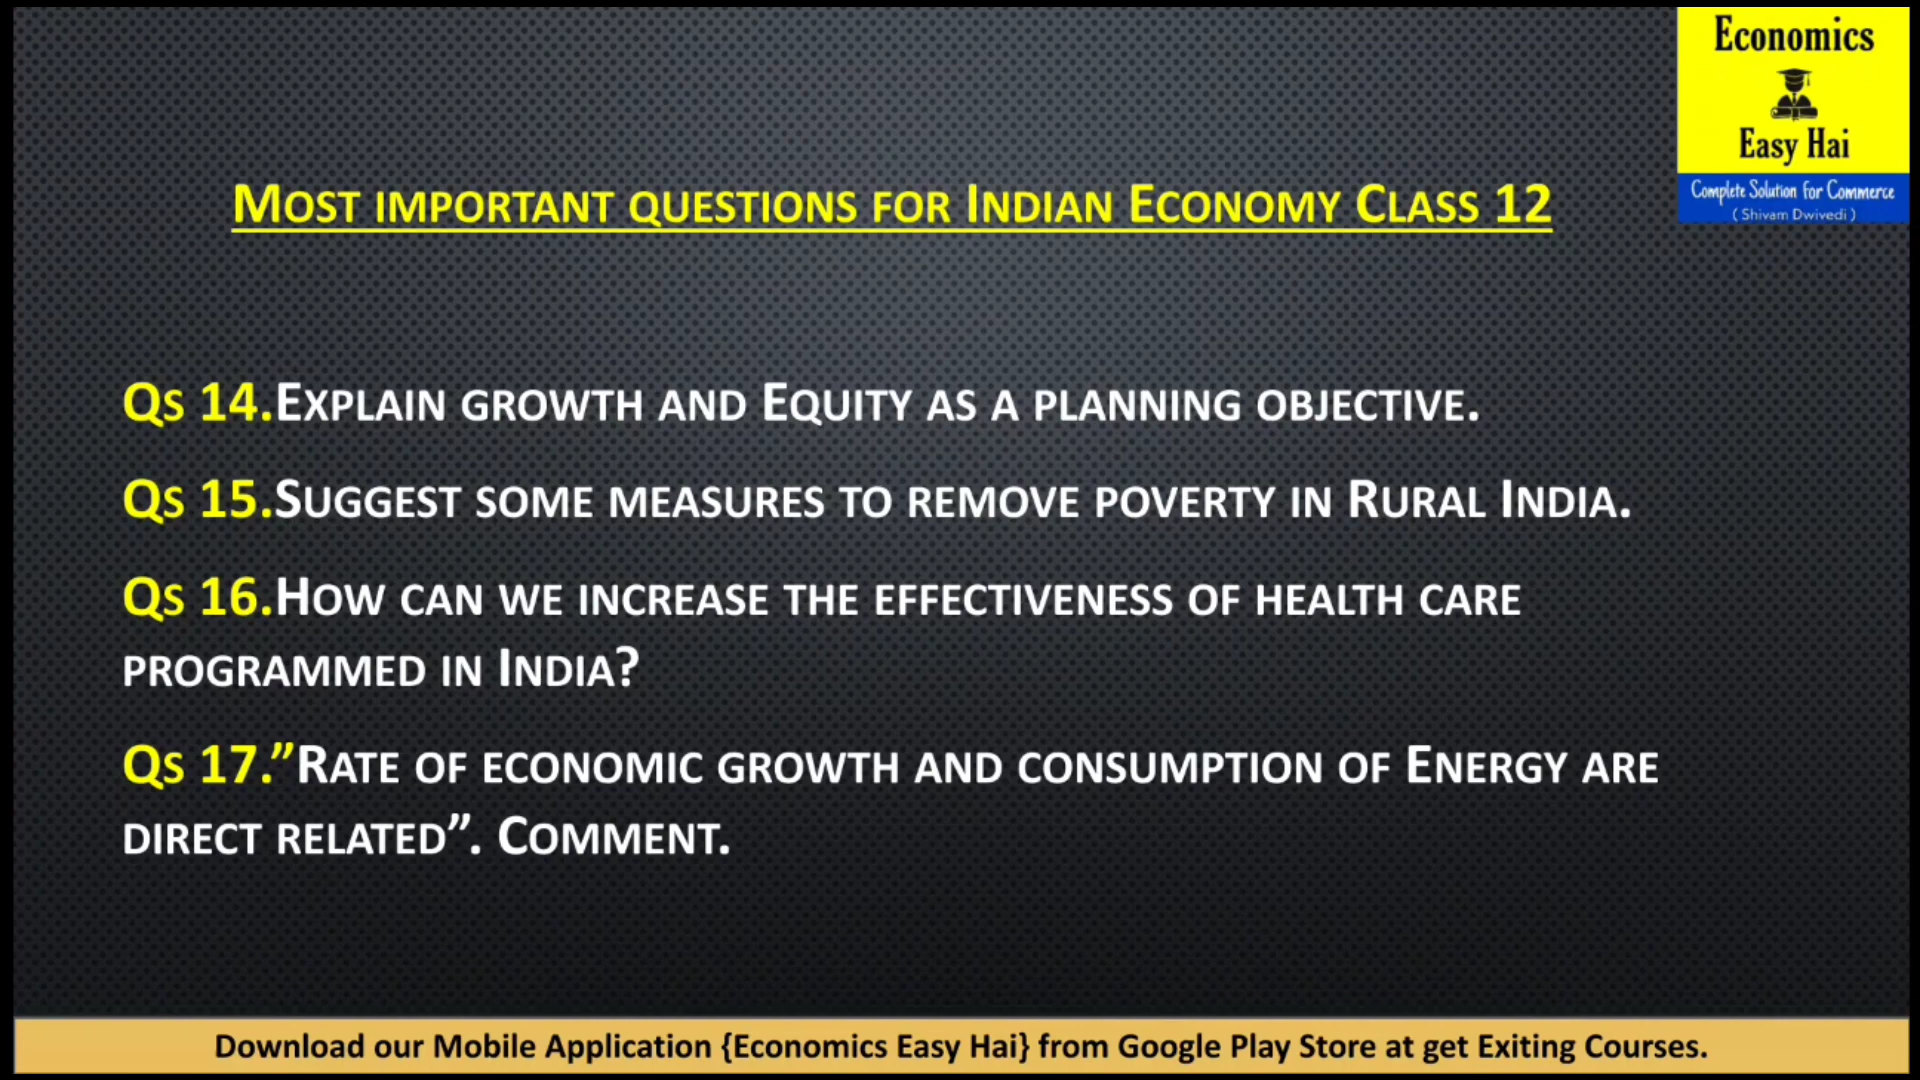 Economics
Easy Hai
Complete Solution for Commerce
( Shivam Dwivedi )
Most important questions for Indian Economy Class 12
Qs 14.Explain growth and Equity as a planning objective.
Qs 15.Suggest some measures to remove poverty in Rural India.
Qs 16.How can we increase the effectiveness of health care
programmed in India?
Qs 17.”Rate of economic growth and consumption of Energy are
direct related”. Comment.
Download our Mobile Application {Economics Easy Hai} from Google Play Store at get Exiting Courses.